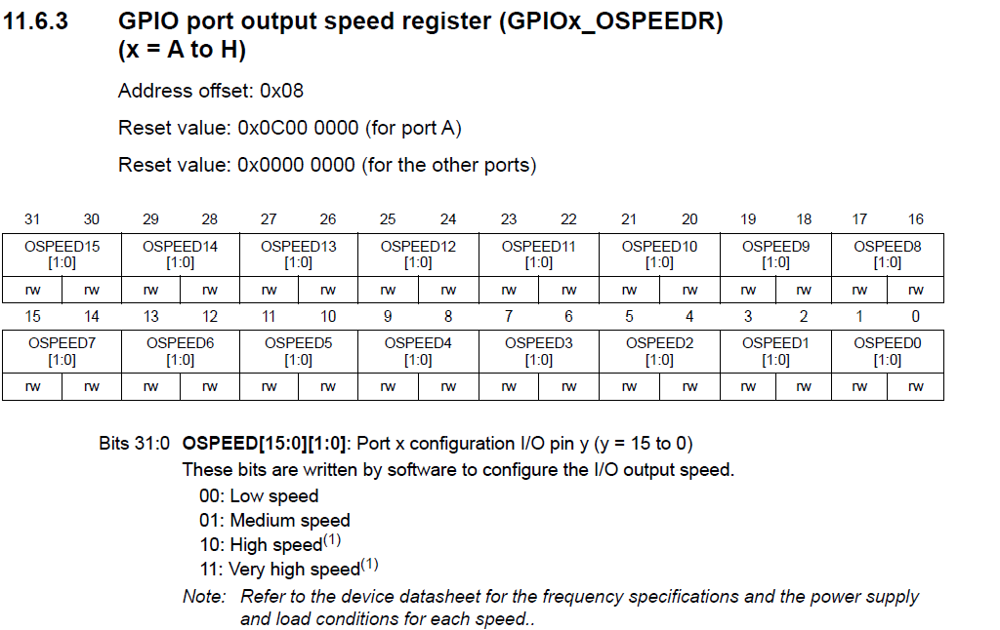 11.6.3 GPIO port output speed register (GPIOx_OSPEEDR)
(x = A to H)
Address offset: 0x08
Reset value: 0x0C00 0000 (for port A)
Reset value: 0x0000 0000 (for the other ports)
31 30 29 28 27 26 25 24 23 22 21 20 19 18 17 16
OSPEED15 OSPEED14 OSPEED13 OSPEED12 OSPEED11 OSPEED10 OSPEED9 OSPEED8
[1:0] [1:0] [1:0] [1:0] [1:0] [1:0] [1:0] [1:0]
rw rw rw rw rw rw rw rw rw rw rw rw rw rw rw rw
15 14 13 12 11 10 9 8 7 6 5 4 3 2 1 0
OSPEED7 OSPEED6 OSPEED5 OSPEED4 OSPEED3 OSPEED2 OSPEED1 OSPEED0
[1:0] [1:0] [1:0] [1:0] [1:0] [1:0] [1:0] [1:0]
rw rw rw rw rw rw rw rw rw rw rw rw rw rw rw rw
Bits 31:0 OSPEED[15:0][1:0]: Port x configuration I/O pin y (y = 15 to 0)
These bits are written by software to configure the I/O output speed.
00: Low speed
01: Medium speed
10: High speed(1)
11: Very high speed(1)
Note: Refer to the device datasheet for the frequency specifications and the power supply
and load conditions for each speed..